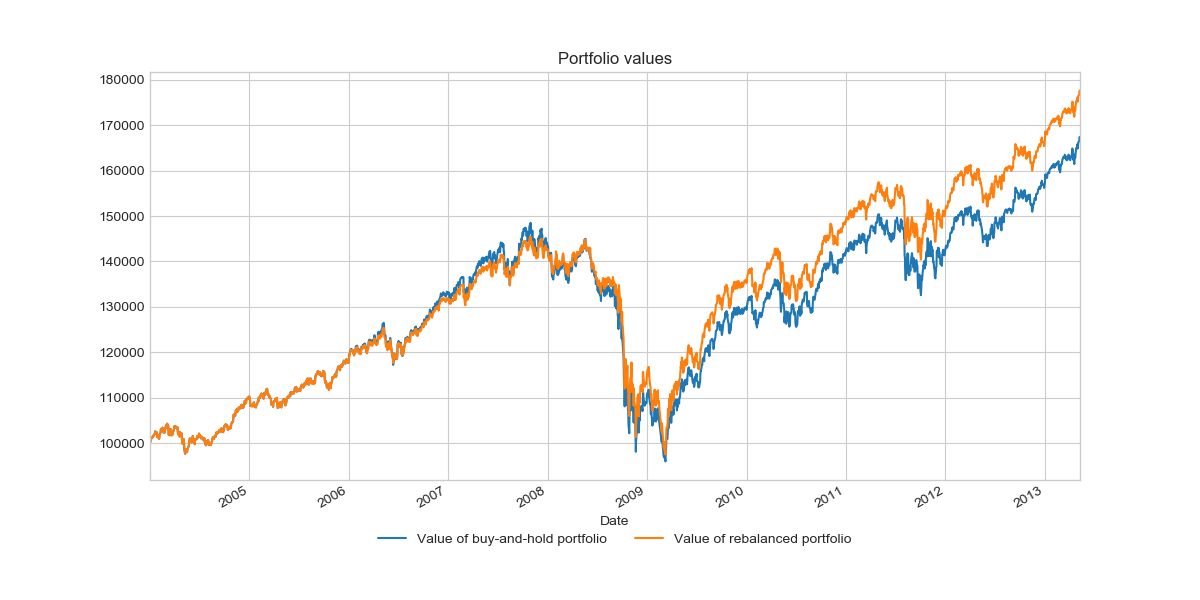 Portfolio values
180000
170000
160000
150000
140000
130000
120000
110000
100000
2005 2006 2007 2008 2009 2010 2011 2012 2013
Date
Value of buy-and-hold portfolio Value of rebalanced portfolio